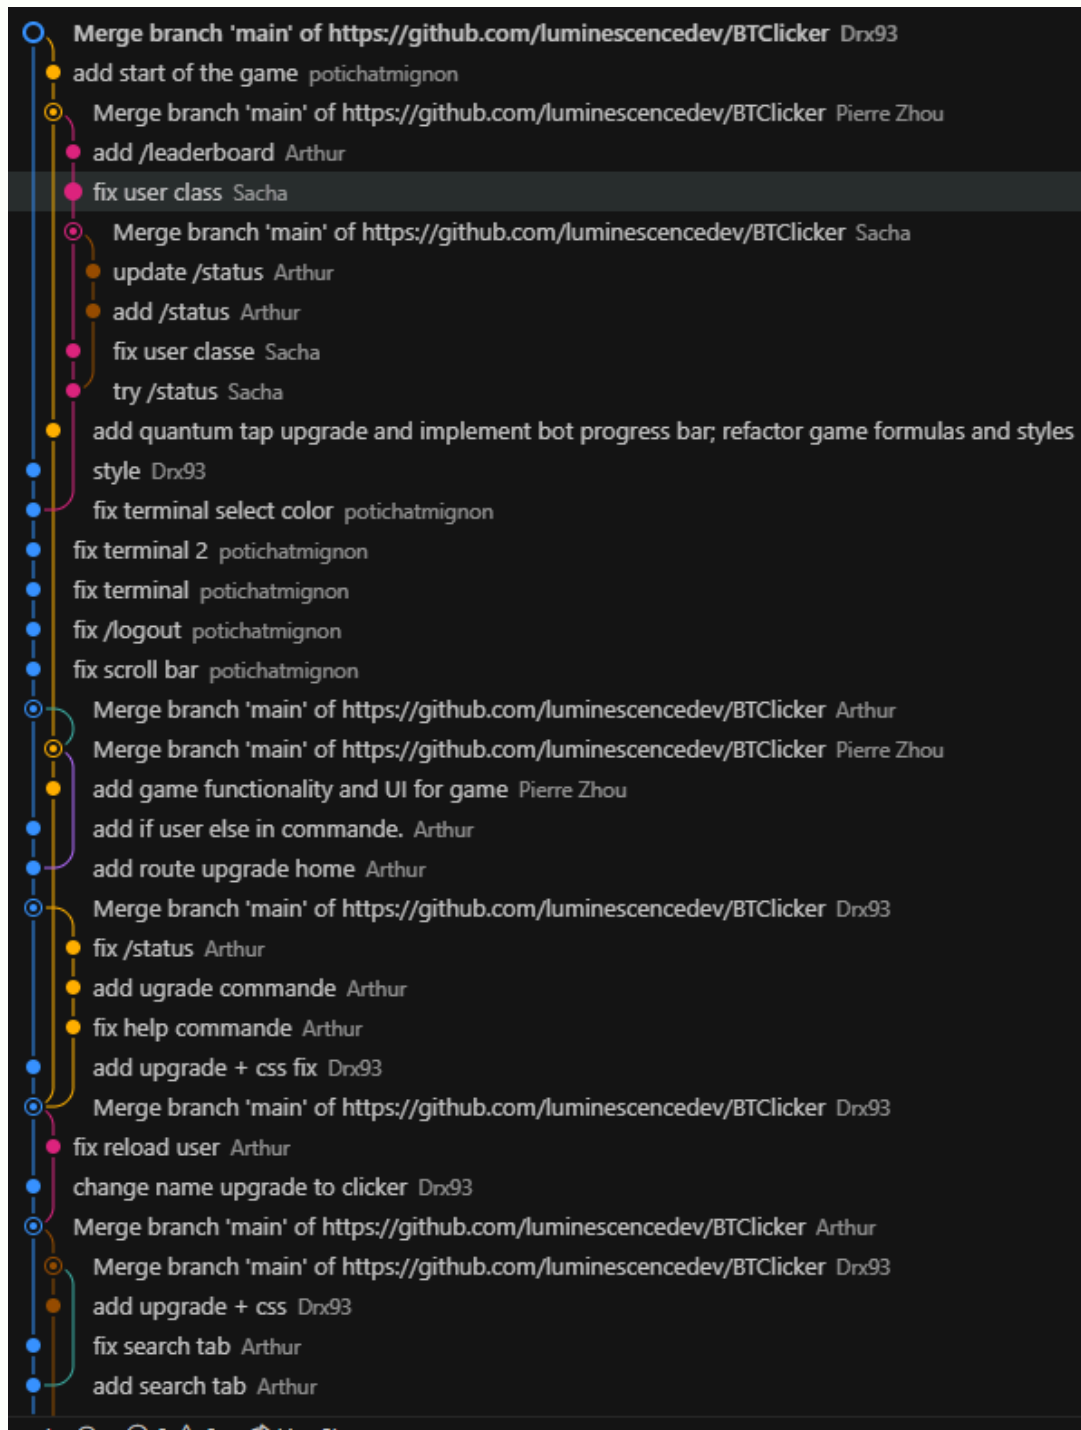 Merge branch 'main' of https://github.com/luminescencedev/BTClicker Drx93
add start of the game potichatmignon
Merge branch 'main' of https://github.com/luminescencedev/BTClicker Pierre Zhou
add /leaderboard Arthur
fix user class Sacha
Merge branch 'main' of https://github.com/luminescencedev/BTClicker Sacha
update /status Arthur
add /status Arthur
fix user classe Sacha
try /status Sacha
add quantum tap upgrade and implement bot progress bar; refactor game formulas and styles
style Drx93
fix terminal select color potichatmignon
fix terminal 2 potichatmignon
fix terminal potichatmignon
fix /logout potichatmignon
fix scroll bar potichatmignon
Merge branch 'main' of https://github.com/luminescencedev/BTClicker Arthur
Merge branch 'main' of https://github.com/luminescencedev/BTClicker Pierre Zhou
add game functionality and UI for game Pierre Zhou
add if user else in commande. Arthur
add route upgrade home Arthur
Merge branch 'main' of https://github.com/luminescencedev/BTClicker Drx93
fix /status Arthur
add ugrade commande Arthur
fix help commande Arthur
add upgrade + css fix Drx93
Merge branch 'main' of https://github.com/luminescencedev/BTClicker Drx93
fix reload user Arthur
change name upgrade to clicker Drx93
Merge branch 'main' of https://github.com/luminescencedev/BTClicker Arthur
Merge branch 'main' of https://github.com/luminescencedev/BTClicker Drx93
add upgrade + css Drx93
fix search tab Arthur
add search tab Arthur